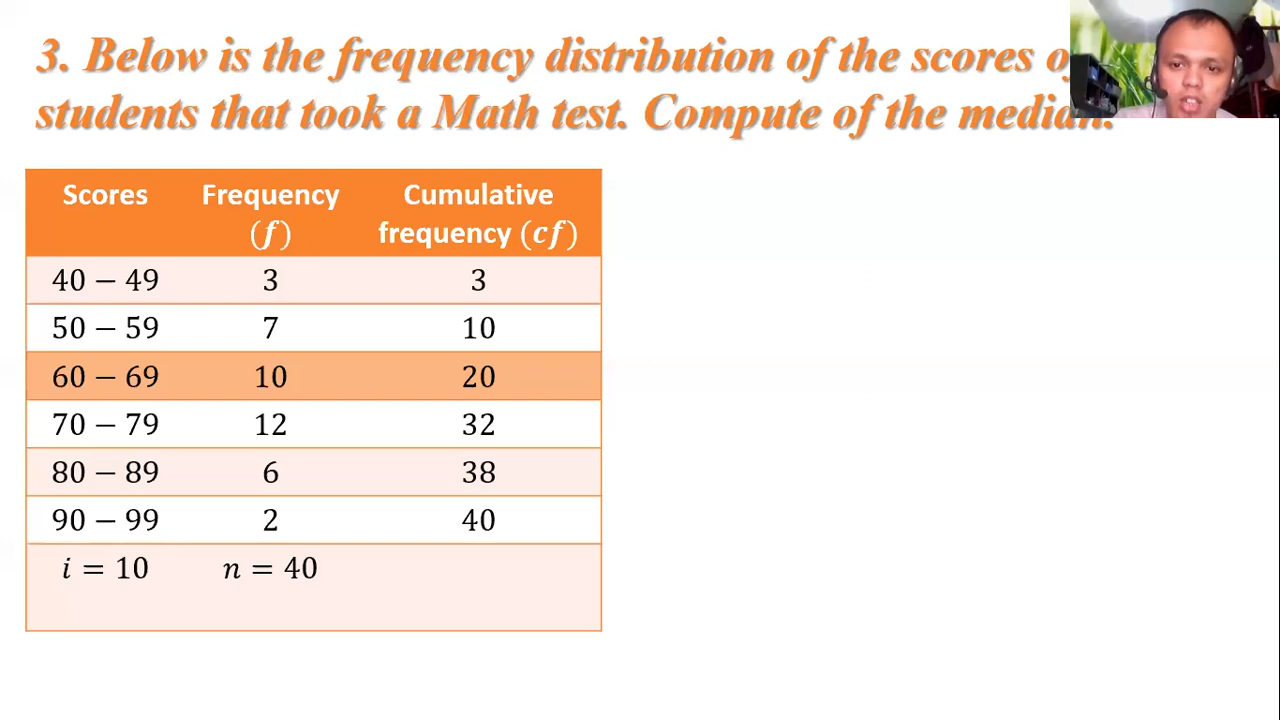 3. Below is the frequency distribution of the scores
students that took a Math test. Compute of the median.
Scores Frequency (f) Cumulative frequency (cf)
40 – 49 3 3
50 – 59 7 10
60 – 69 10 20
70 – 79 12 32
80 – 89 6 38
90 – 99 2 40
i = 10 n = 40